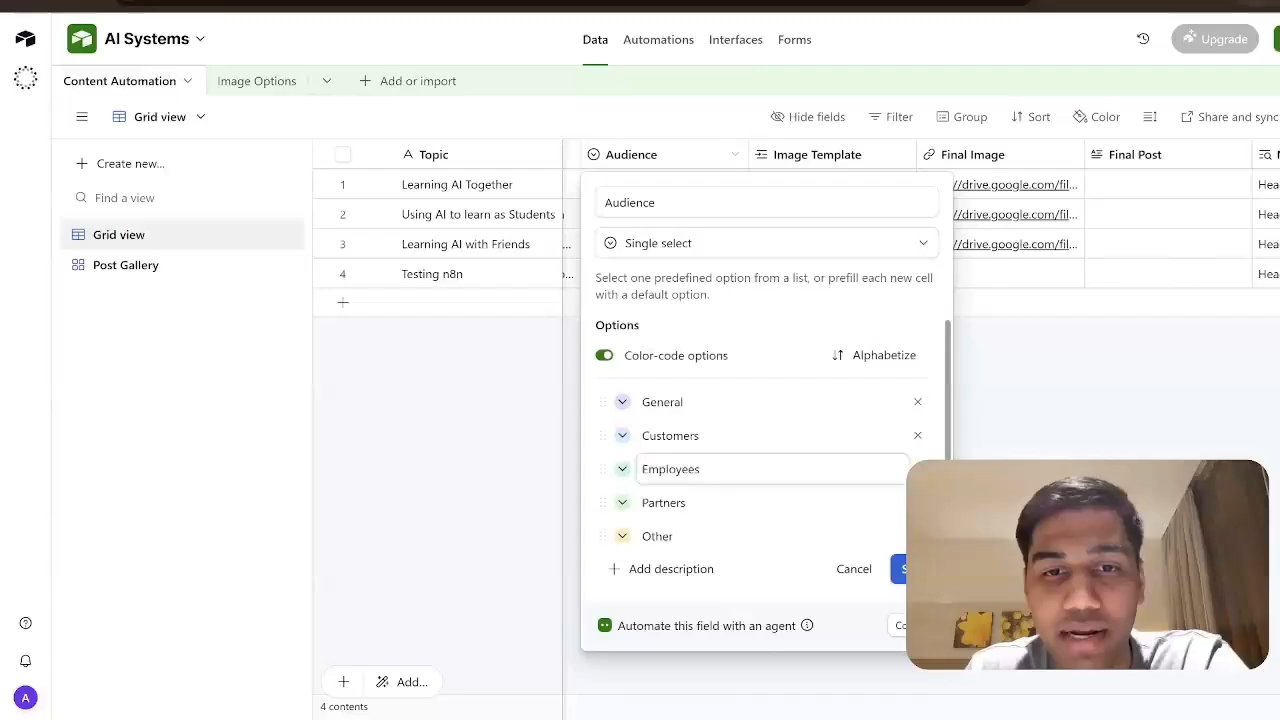 AI Systems
Data
Automations
Interfaces
Forms
Upgrade
Content Automation
Image Options
Add or import
Grid view
Hide fields
Filter
Group
Sort
Color
Share and sync
Create new...
Find a view
Grid view
Post Gallery
Topic
Audience
Image Template
Final Image
Final Post
1 Learning AI Together //drive.google.com/fil... Hea
2 Using AI to learn as Students //drive.google.com/fil... Hea
3 Learning AI with Friends //drive.google.com/fil... Hea
4 Testing n8n Hea
Audience
Single select
Select one predefined option from a list, or prefill each new cell
with a default option.
Options
Color-code options
Alphabetize
General
Customers
Employees
Partners
Other
Add description
Cancel
Automate this field with an agent
Add...
4 contents
A